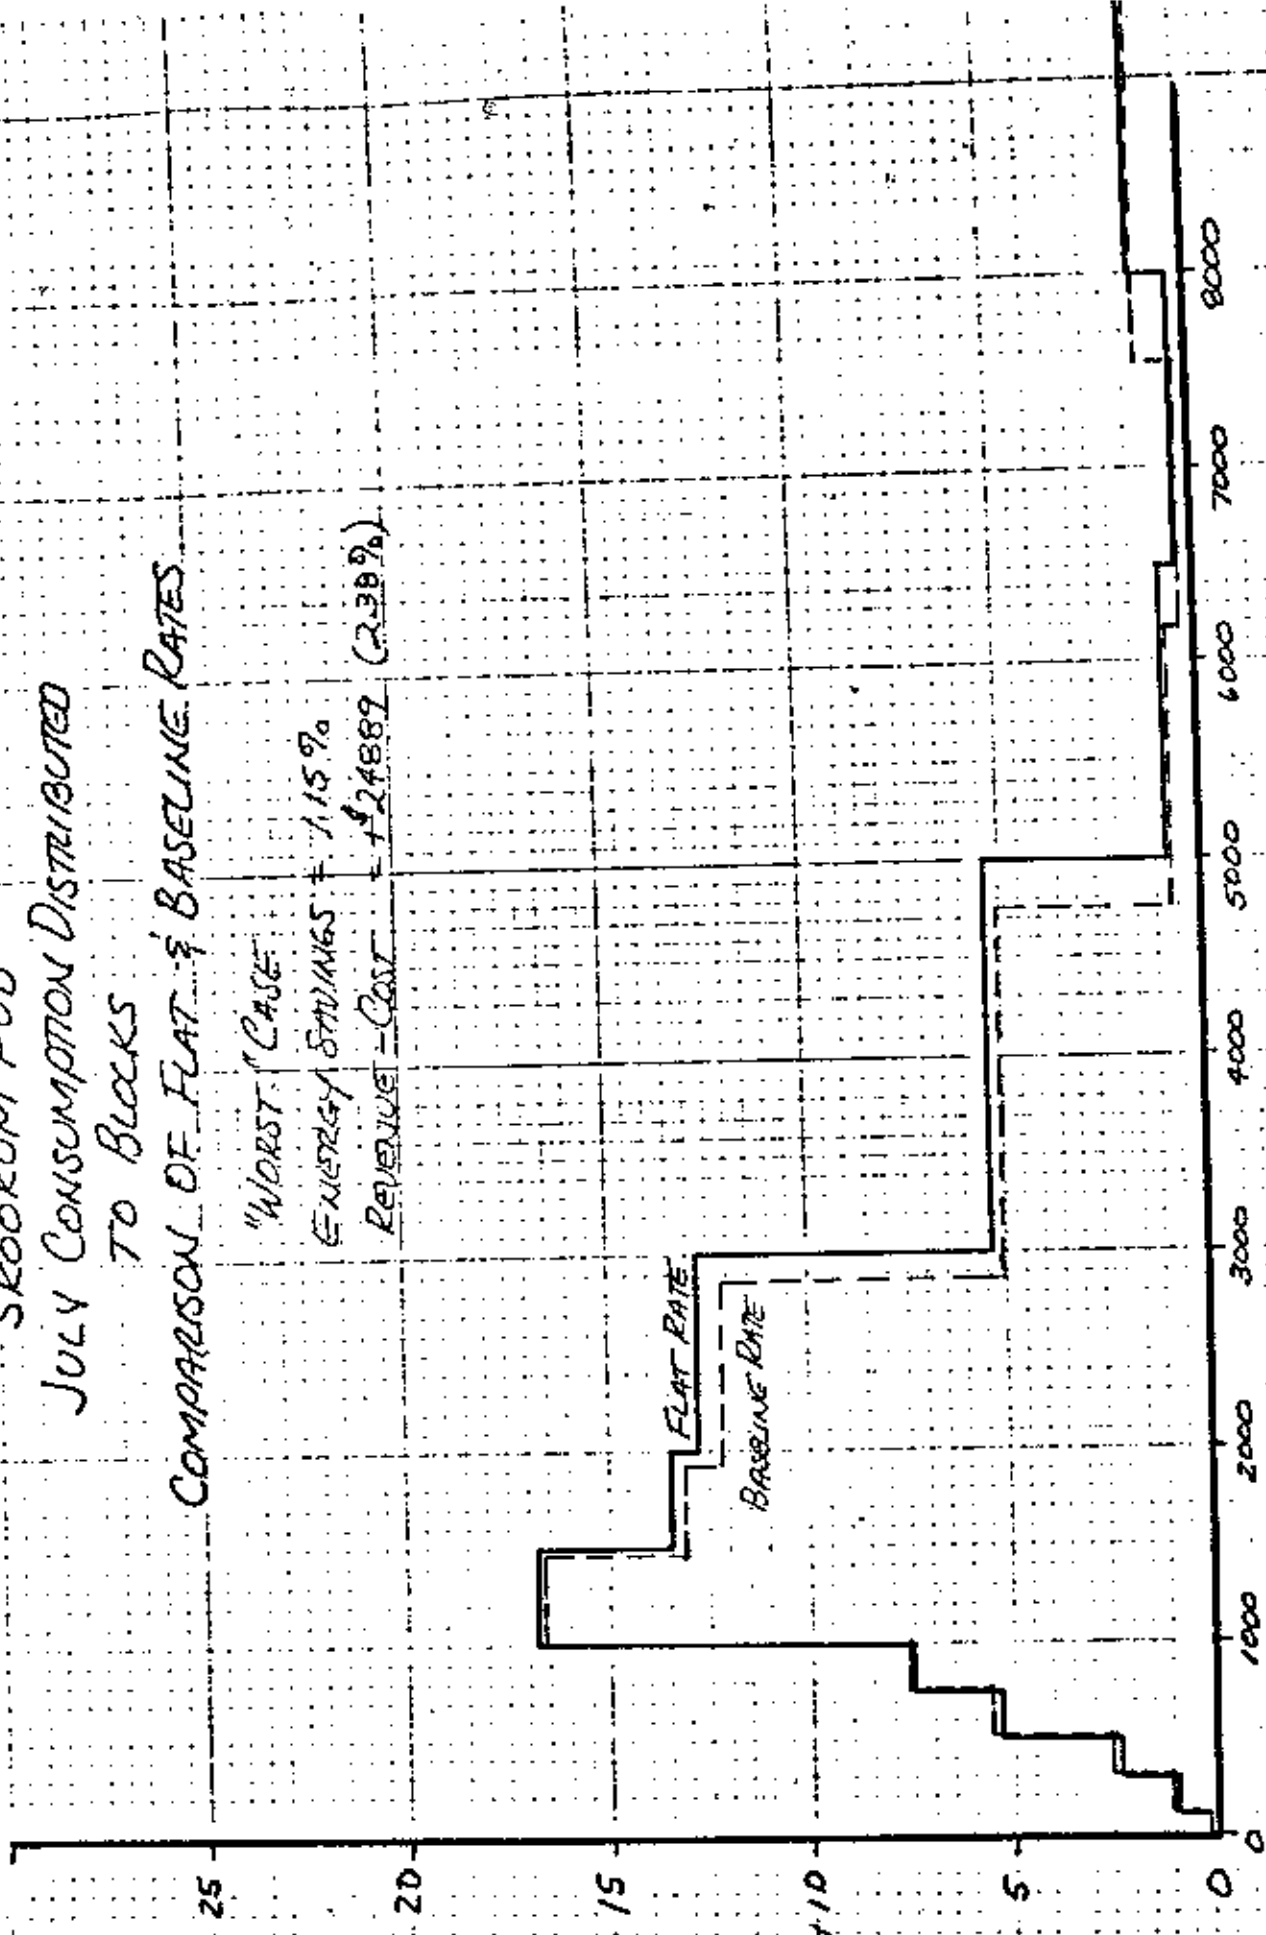 JULY CONSUMPTION DISTRIBUTED
TO BLOCKS
COMPARISON OF FLAT & BASELINE RATES
"WORST" CASE
ENERGY SAVINGS = 1.15%
REVENUE - COST = +$24889 (2.38%)
FLAT RATE
BASELINE RATE
25
20
15
10
5
0
0 1000 2000 3000 4000 5000 6000 7000 8000